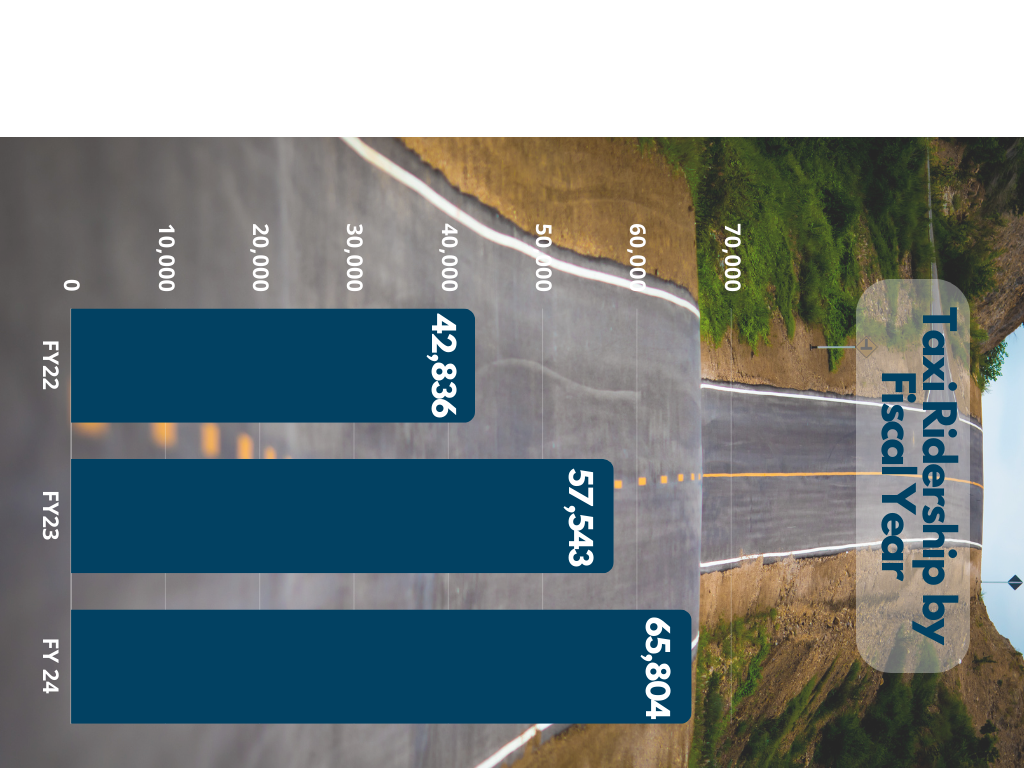 Taxi Ridership by
Fiscal Year
70,000
60,000
50,000
40,000
30,000
20,000
10,000
0
42,836
57,543
65,804
FY22
FY23
FY 24